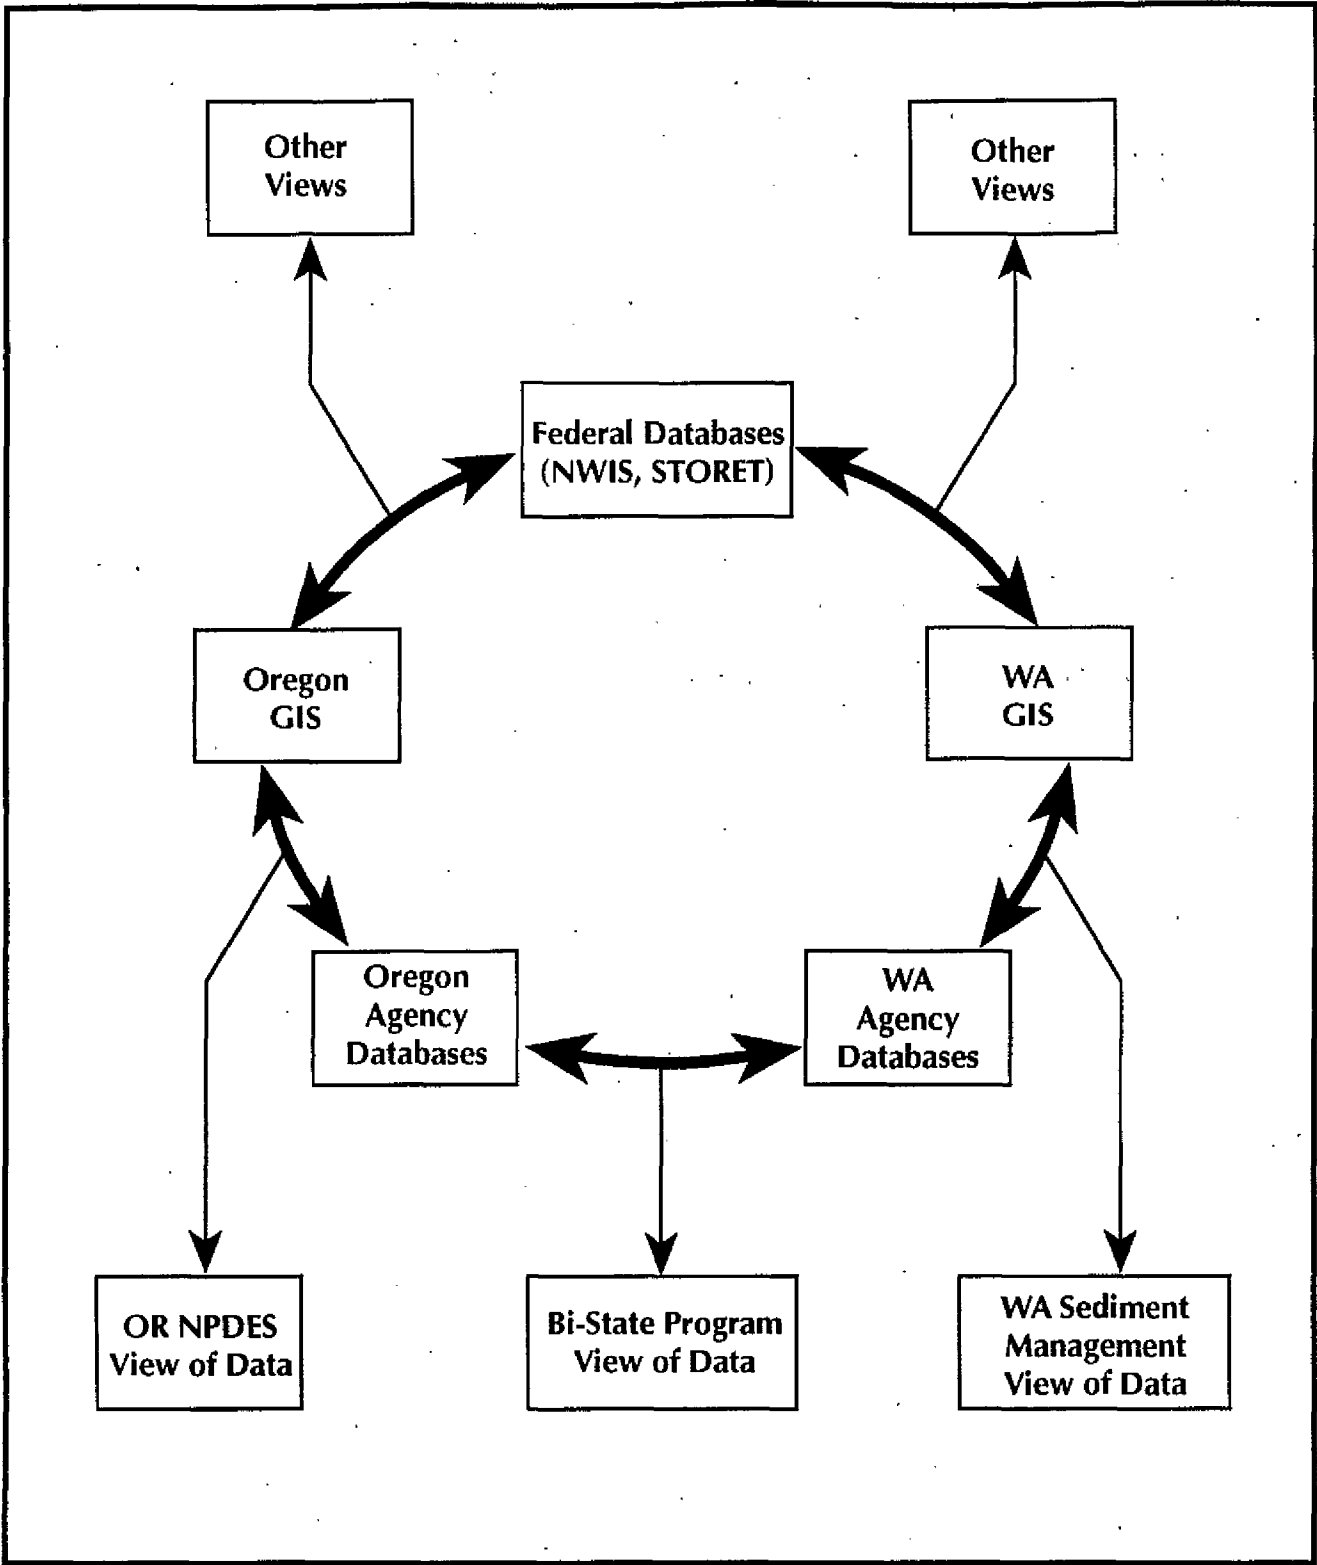 Other
Views
Other
Views
Federal Databases
(NWIS, STORET)
Oregon
GIS
WA
GIS
Oregon
Agency
Databases
WA
Agency
Databases
OR NPDES
View of Data
Bi-State Program
View of Data
WA Sediment
Management
View of Data